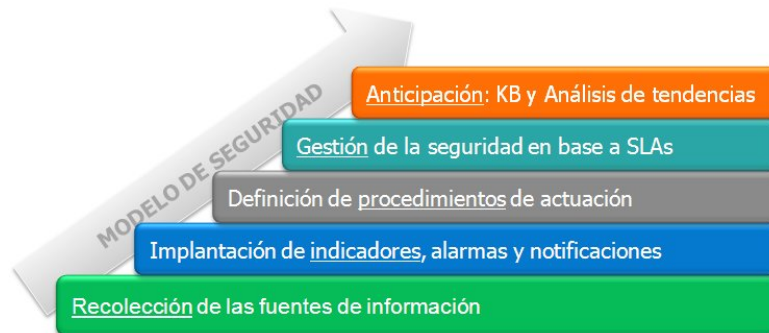 MODELO DE SEGURIDAD
Anticipación: KB y Análisis de tendencias
Gestión de la seguridad en base a SLAs
Definición de procedimientos de actuación
Implantación de indicadores, alarmas y notificaciones
Recolección de las fuentes de información